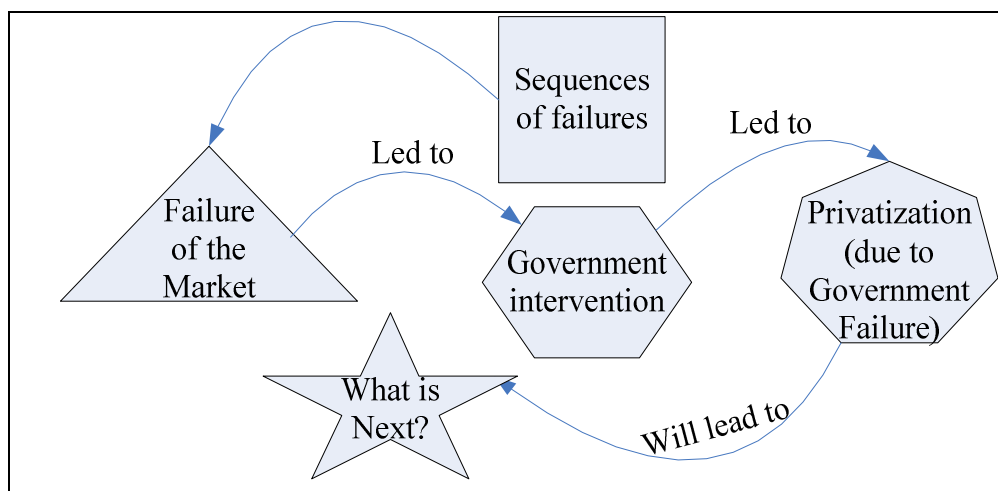 Sequences
of failures
Failure
of the
Market
Led to
Government
intervention
Led to
Privatization
(due to
Government
Failure)
Will lead to
What is
Next?